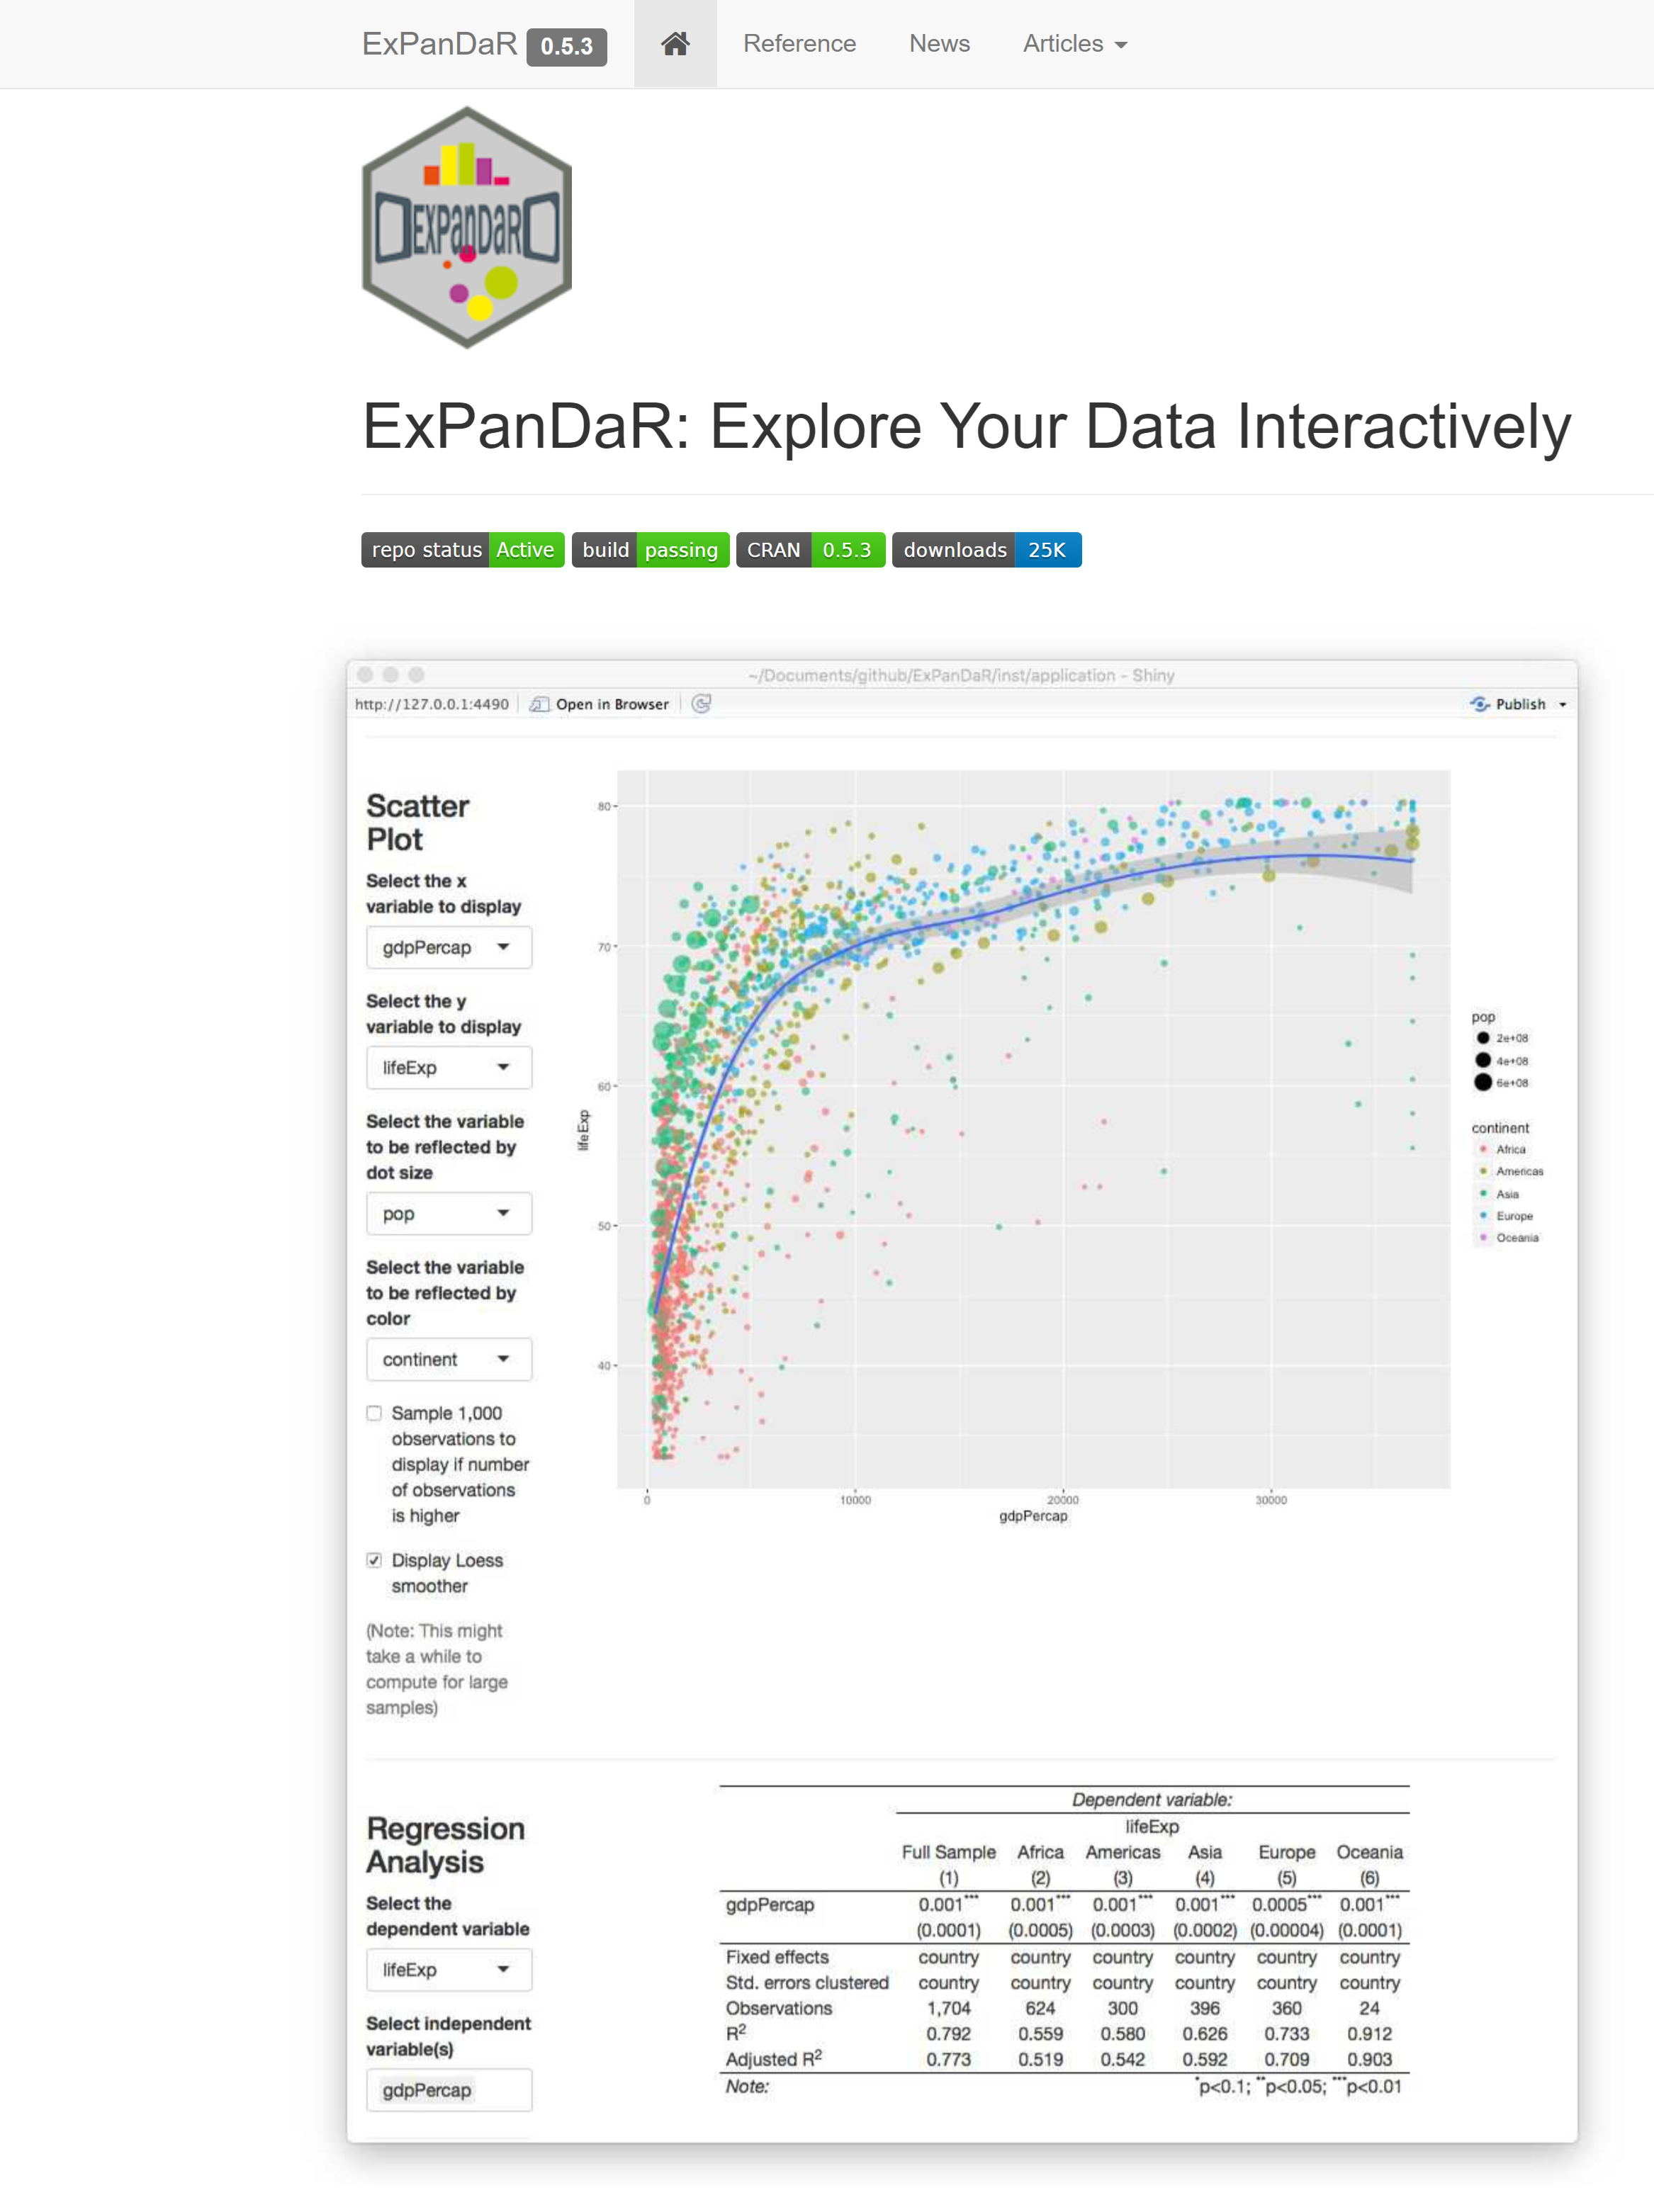 ExPanDaR 0.5.3 Reference News Articles
EXPanDaR
ExPanDaR: Explore Your Data Interactively
repo status Active build passing CRAN 0.5.3 downloads 25K
~/Documents/github/ExPanDaR/inst/application - Shiny
http://127.0.0.1:4490 Open in Browser Publish
Scatter
Plot
Select the x
variable to display
gdpPercap
Select the y
variable to display
lifeExp
Select the variable
to be reflected by
dot size
pop
Select the variable
to be reflected by
color
continent
Sample 1,000
observations to
display if number
of observations
is higher
Display Loess
smoother
(Note: This might
take a while to
compute for large
samples)
80
70
60
50
40
lifeExp
0 10000 20000 30000
gdpPercap
pop
2e+08
4e+08
6e+08
continent
Africa
Americas
Asia
Europe
Oceania
Regression
Analysis
Select the
dependent variable
lifeExp
Select independent
variable(s)
gdpPercap
Dependent variable:
lifeExp
Full Sample Africa Americas Asia Europe Oceania
(1) (2) (3) (4) (5) (6)
gdpPercap 0.001*** 0.001*** 0.001*** 0.001*** 0.0005*** 0.001***
(0.0001) (0.0005) (0.0003) (0.0002) (0.00004) (0.0001)
Fixed effects country country country country country country
Std. errors clustered country country country country country country
Observations 1,704 624 300 396 360 24
R2 0.792 0.559 0.580 0.626 0.733 0.912
Adjusted R2 0.773 0.519 0.542 0.592 0.709 0.903
Note: *p<0.1; **p<0.05; ***p<0.01